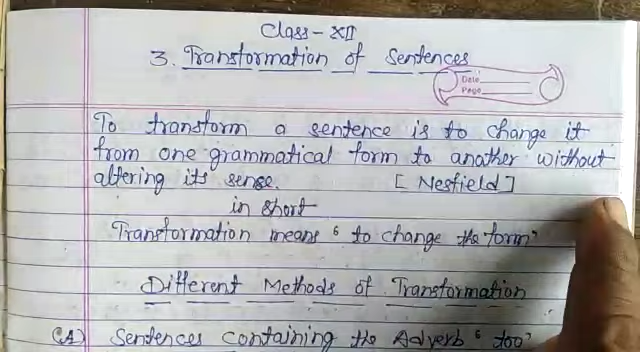 Class - XII
3. Transformation of Sentences
Date
Page
To transform a sentence is to change it
from one grammatical form to another without
altering its sense. [Nesfield]
in short
Transformation means ‘to change the form’
Different Methods of Transformation
(A) Sentences containing the Adverb ‘too’